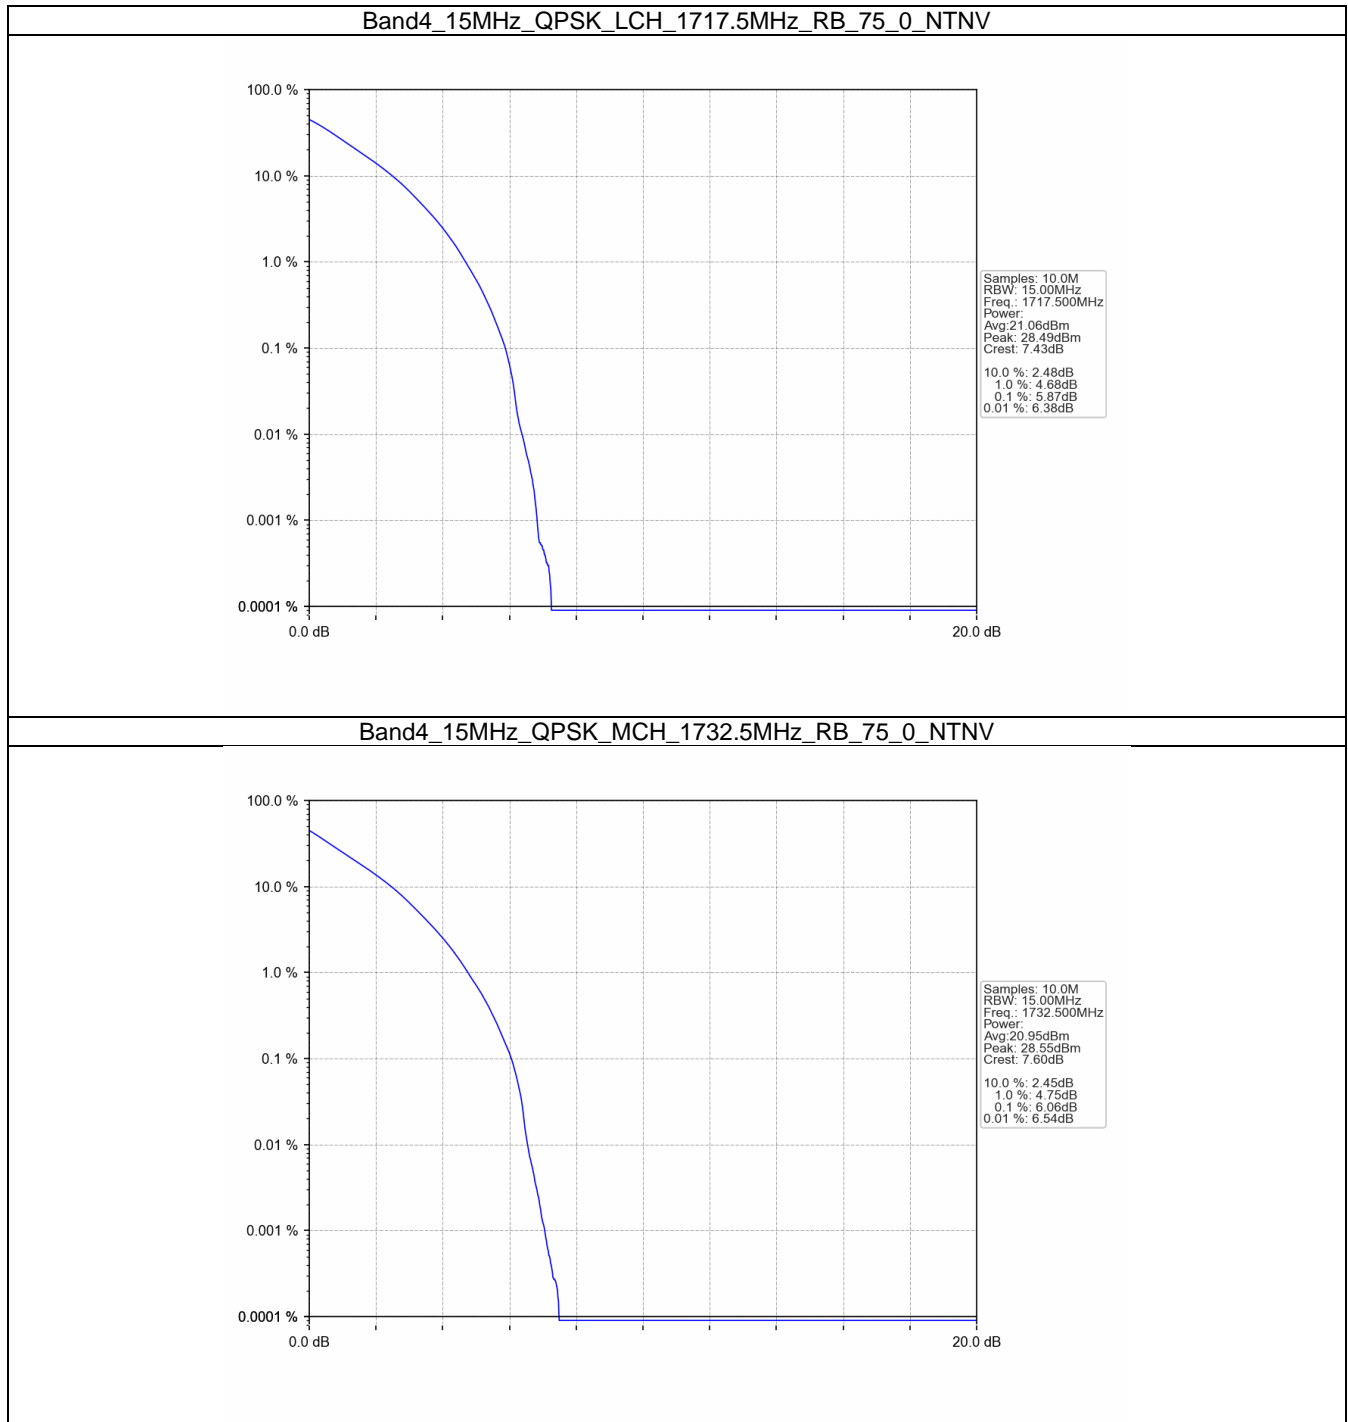 Band4_15MHz_QPSK_LCH_1717.5MHz_RB_75_0_NTNV
100.0 %
10.0 %
1.0 %
0.1 %
0.01 %
0.001 %
0.0001 %
0.0 dB
20.0 dB
Samples: 10.0M
RBW: 15.00MHz
Freq.: 1717.500MHz
Power:
Avg:21.06dBm
Peak: 28.49dBm
Crest: 7.43dB
10.0 %: 2.48dB
1.0 %: 4.68dB
0.1 %: 5.87dB
0.01 %: 6.38dB
Band4_15MHz_QPSK_MCH_1732.5MHz_RB_75_0_NTNV
100.0 %
10.0 %
1.0 %
0.1 %
0.01 %
0.001 %
0.0001 %
0.0 dB
20.0 dB
Samples: 10.0M
RBW: 15.00MHz
Freq.: 1732.500MHz
Power:
Avg:20.95dBm
Peak: 28.55dBm
Crest: 7.60dB
10.0 %: 2.45dB
1.0 %: 4.75dB
0.1 %: 6.06dB
0.01 %: 6.54dB